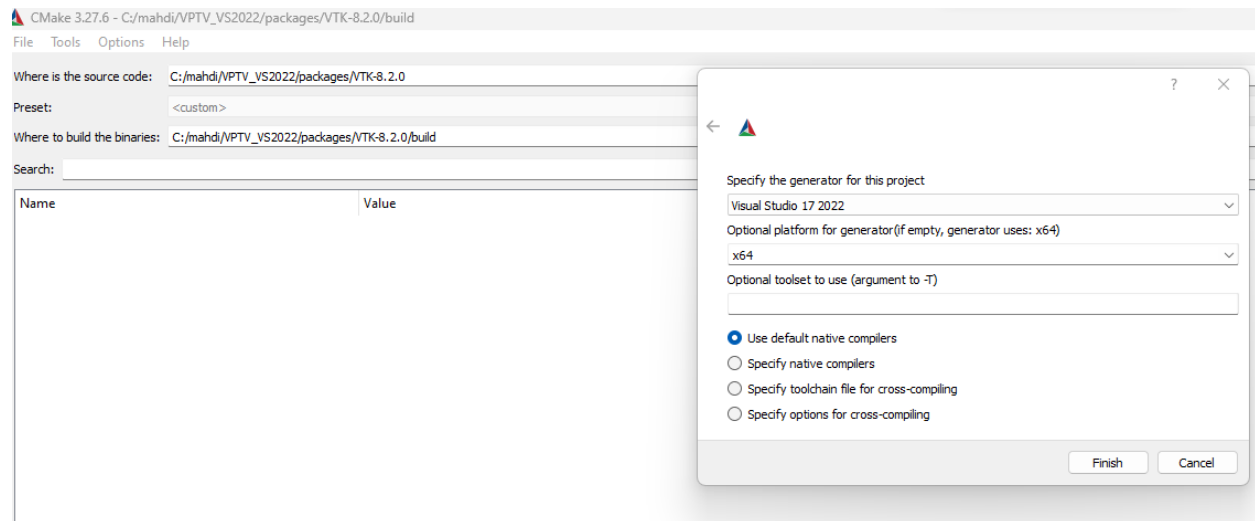 CMake 3.27.6 - C:/mahdi/VPTV_VS2022/packages/VTK-8.2.0/build
File Tools Options Help
Where is the source code: C:/mahdi/VPTV_VS2022/packages/VTK-8.2.0
Preset: <custom>
Where to build the binaries: C:/mahdi/VPTV_VS2022/packages/VTK-8.2.0/build
Search:
Name Value
?
Specify the generator for this project
Visual Studio 17 2022
Optional platform for generator(if empty, generator uses: x64)
x64
Optional toolset to use (argument to -T)
Use default native compilers
Specify native compilers
Specify toolchain file for cross-compiling
Specify options for cross-compiling
Finish Cancel